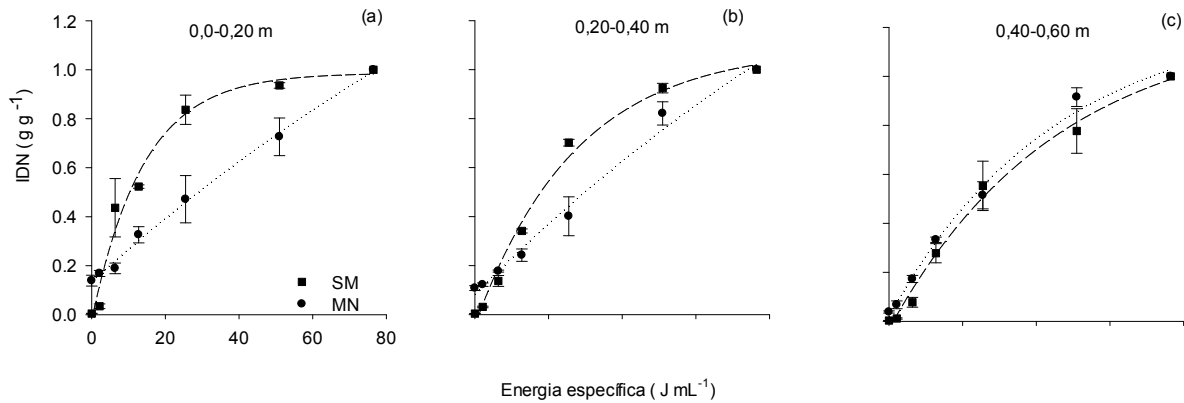 (a)
(b)
(c)
0,0-0,20 m
0,20-0,40 m
0,40-0,60 m
1.2
1.0
0.8
0.6
0.4
0.2
0.0
IDN ( g g⁻¹)
SM
MN
0
20
40
60
80
Energia específica ( J mL⁻¹)